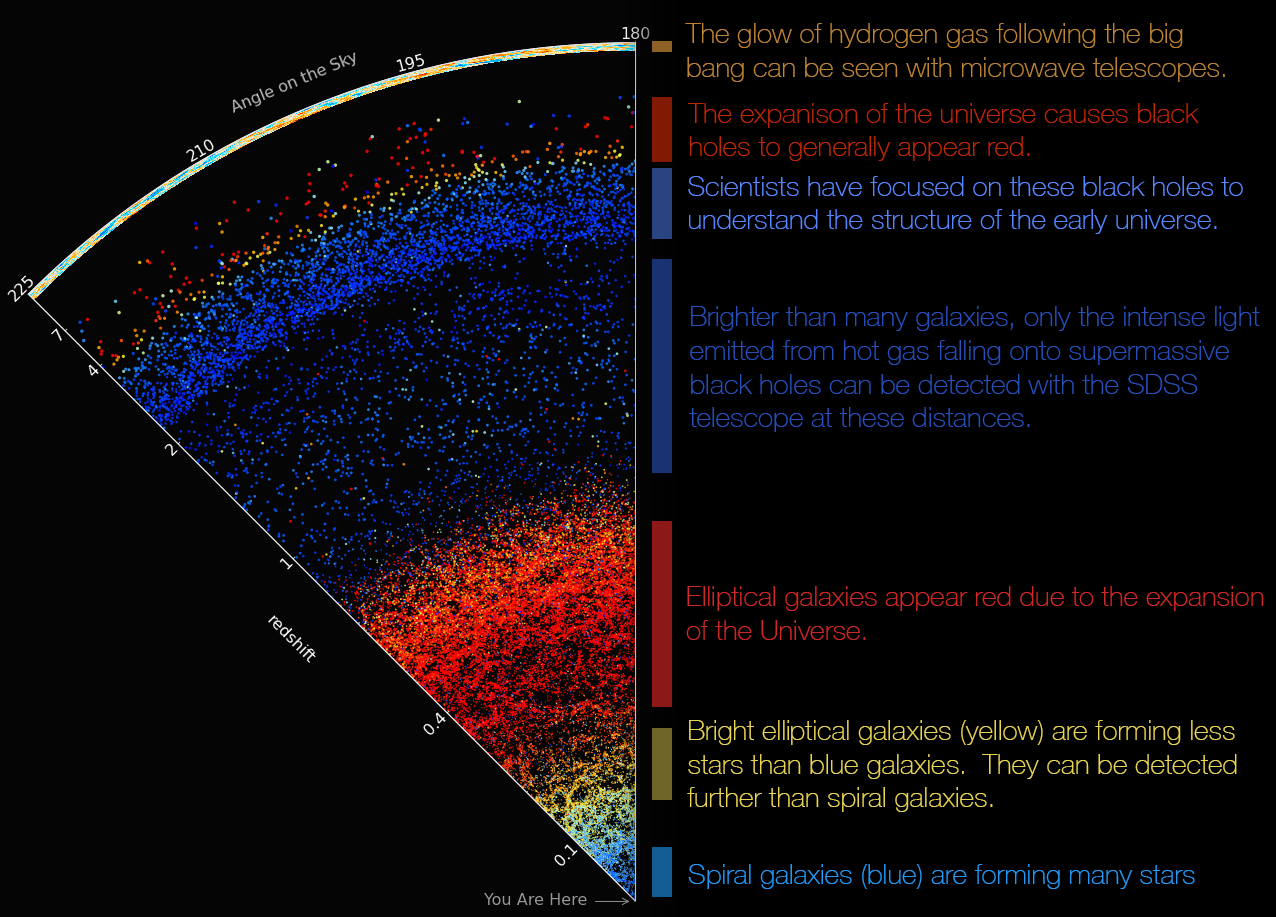 180
195
Angle on the Sky
210
225
7
4
2
1
redshift
0.4
0.1
You Are Here
The glow of hydrogen gas following the big
bang can be seen with microwave telescopes.
The expanison of the universe causes black
holes to generally appear red.
Scientists have focused on these black holes to
understand the structure of the early universe.
Brighter than many galaxies, only the intense light
emitted from hot gas falling onto supermassive
black holes can be detected with the SDSS
telescope at these distances.
Elliptical galaxies appear red due to the expansion
of the Universe.
Bright elliptical galaxies (yellow) are forming less
stars than blue galaxies.  They can be detected
further than spiral galaxies.
Spiral galaxies (blue) are forming many stars